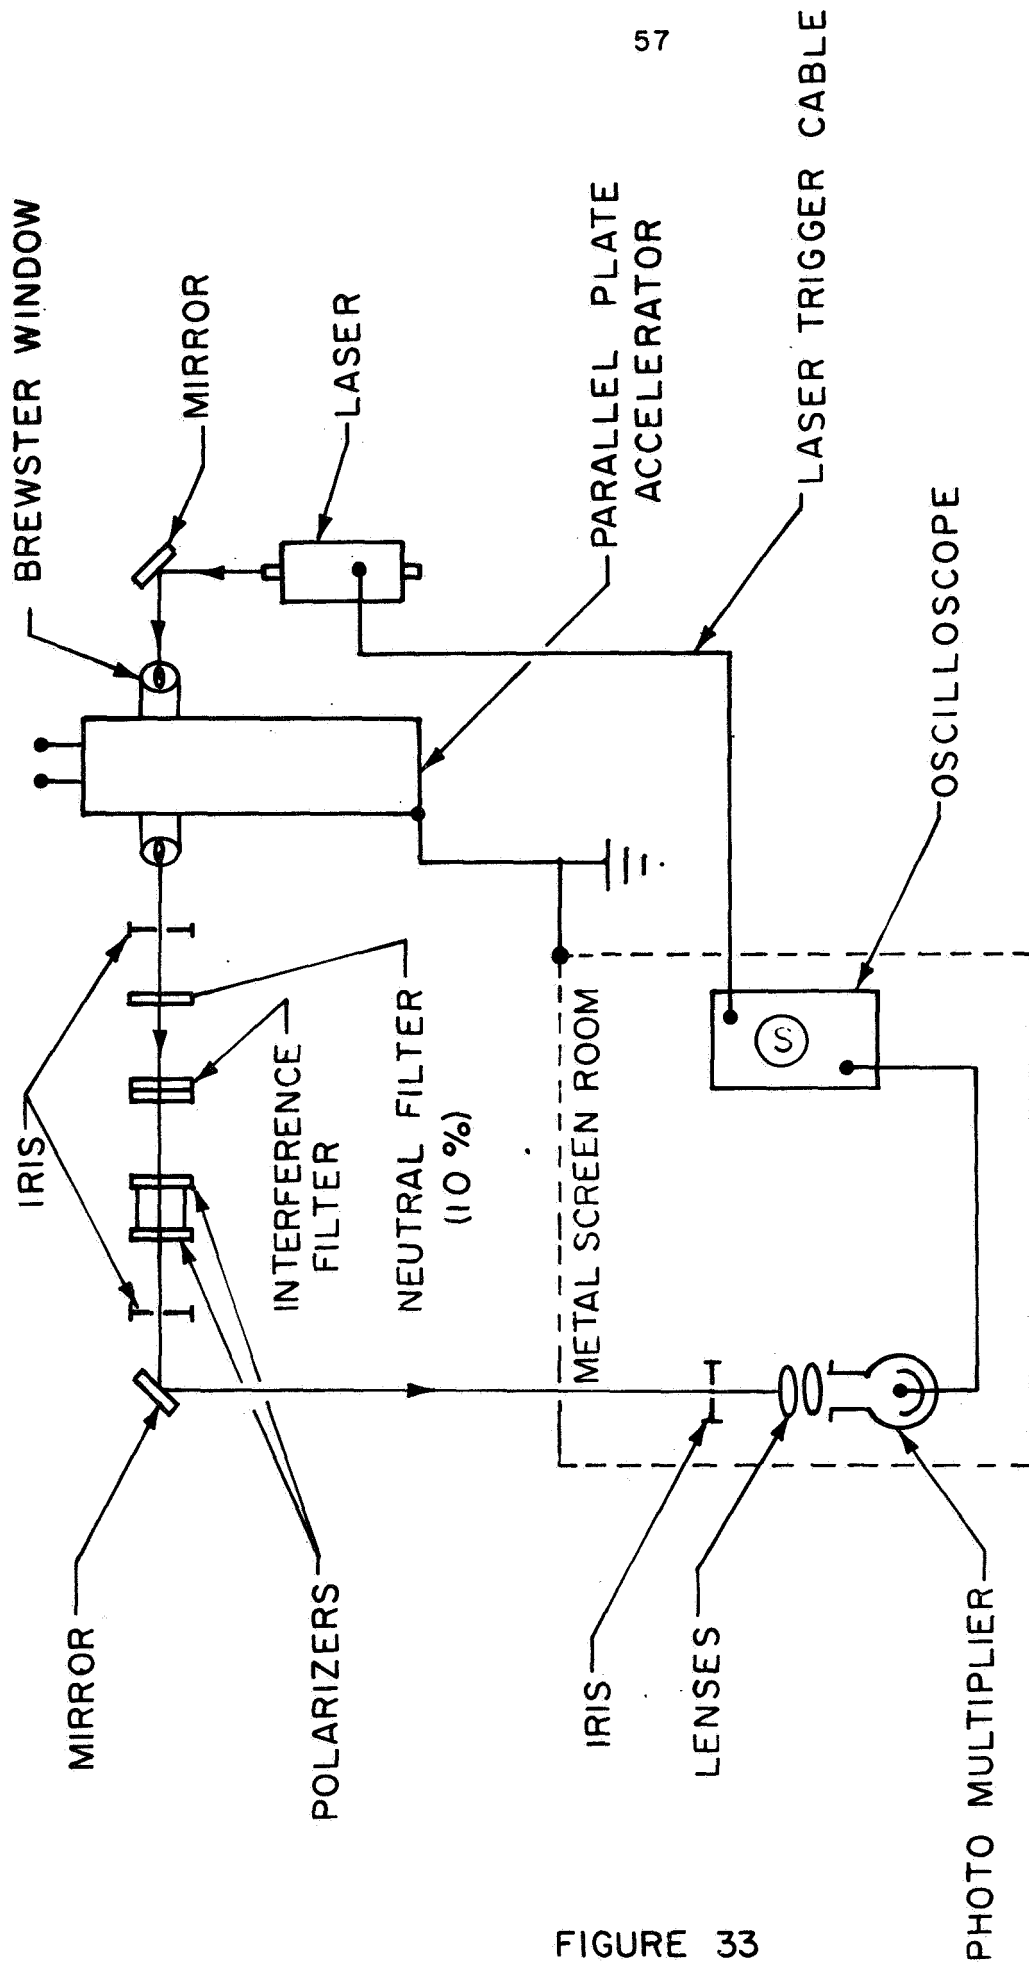 57
BREWSTER WINDOW
MIRROR
LASER
PARALLEL PLATE
ACCELERATOR
LASER TRIGGER CABLE
IRIS
INTERFERENCE
FILTER
NEUTRAL FILTER
(10 %)
METAL SCREEN ROOM
S
OSCILLOSCOPE
MIRROR
POLARIZERS
IRIS
LENSES
PHOTO MULTIPLIER
FIGURE 33